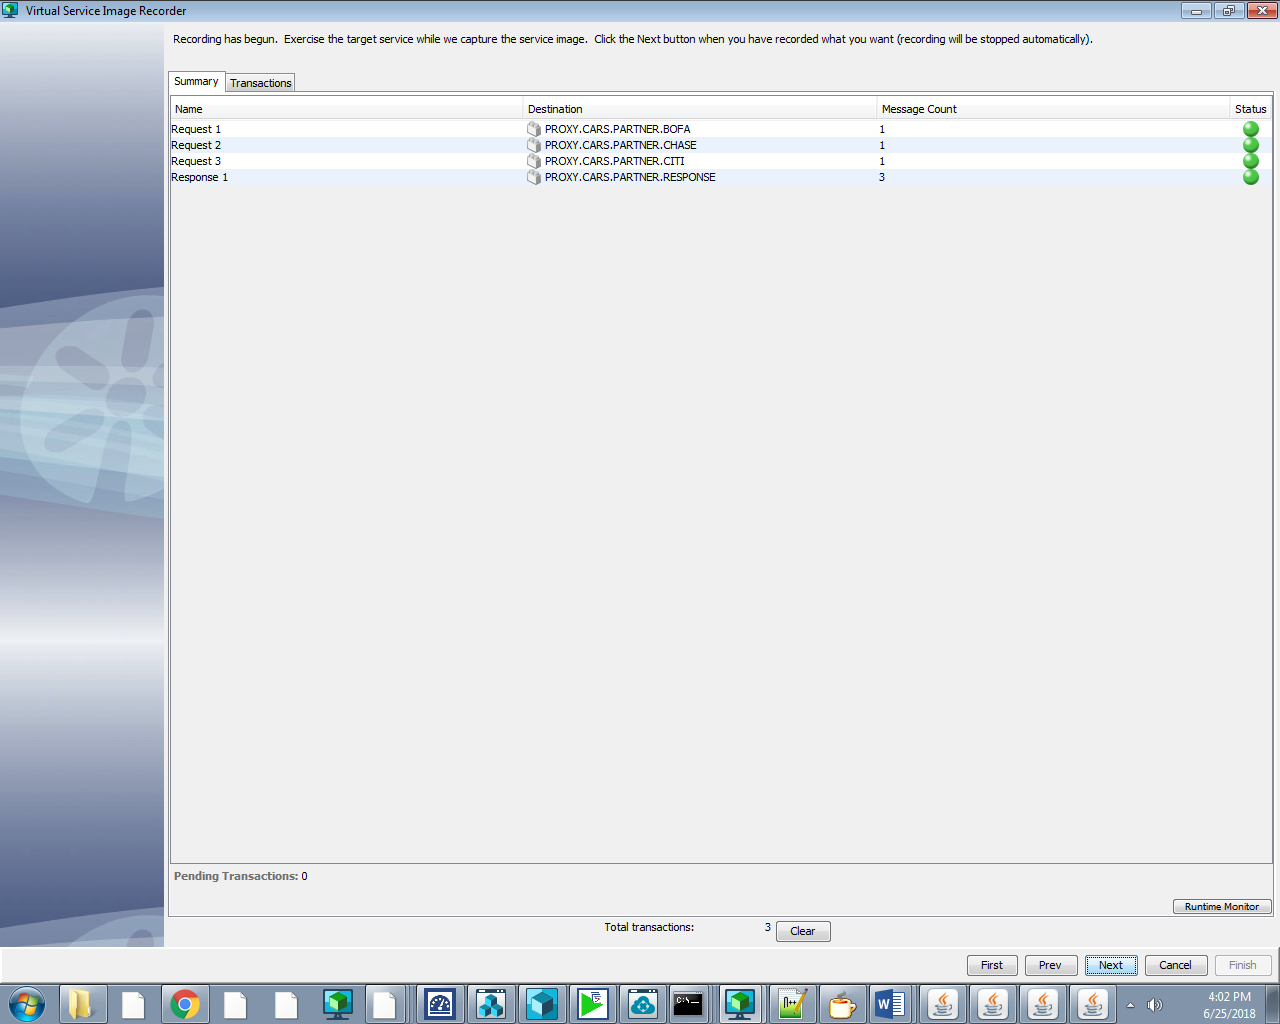 Virtual Service Image Recorder
Recording has begun.  Exercise the target service while we capture the service image.  Click the Next button when you have recorded what you want (recording will be stopped automatically).
Summary Transactions
Name Destination Message Count Status
Request 1 PROXY.CARS.PARTNER.BOFA 1
Request 2 PROXY.CARS.PARTNER.CHASE 1
Request 3 PROXY.CARS.PARTNER.CITI 1
Response 1 PROXY.CARS.PARTNER.RESPONSE 3
Pending Transactions: 0
Runtime Monitor
Total transactions: 3 Clear
First Prev Next Cancel Finish
4:02 PM
6/25/2018